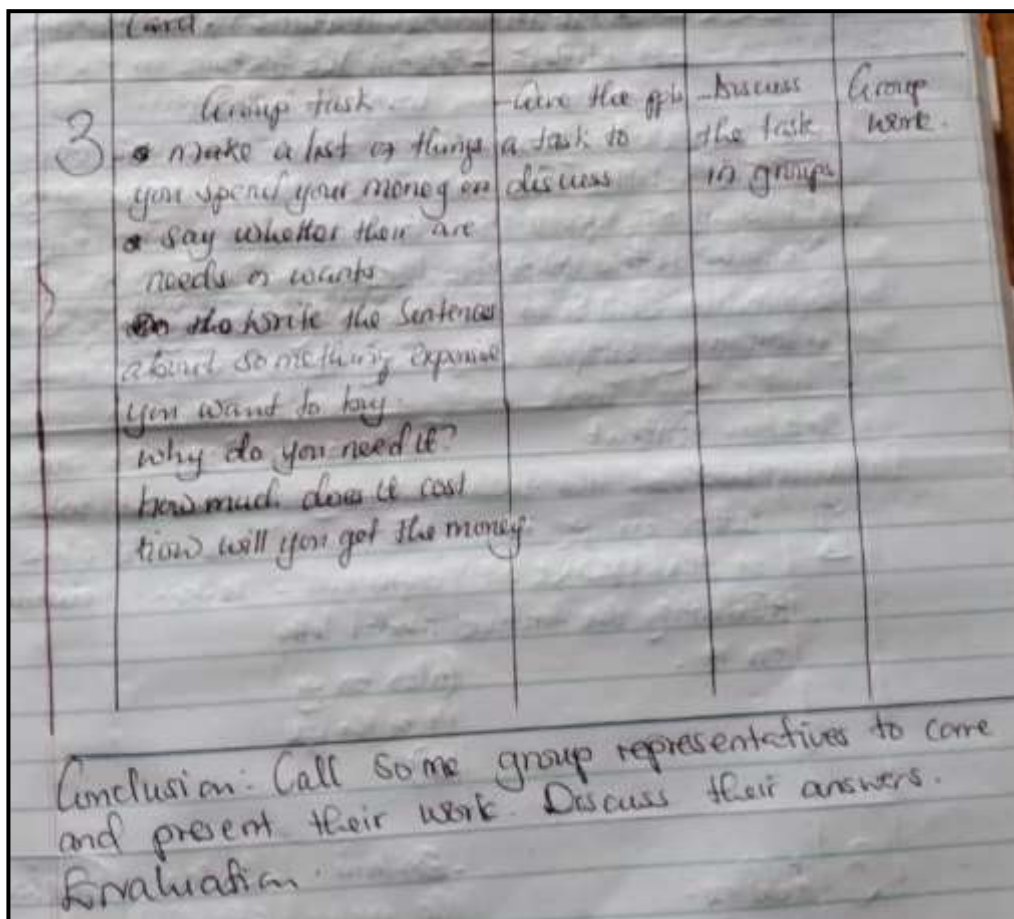 Card.
3
Group task.
• Make a list of things
you spend your money on
• Say whether their are
needs or wants
Write the Sentences
about something expensive
you want to buy.
why do you need it?
how much does it cost
How will you get the money.
- Give the ppls
a task to
discuss
- Discuss
the task
in groups
Group
work.
Conclusion: Call some group representatives to come
and present their work. Discuss their answers.
Evaluation.